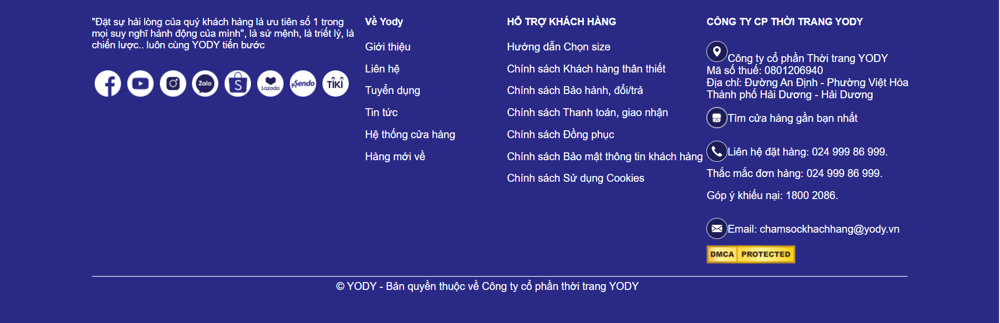 "Đặt sự hài lòng của quý khách hàng là ưu tiên số 1 trong
mọi suy nghĩ hành động của mình", là sứ mệnh, là triết lý, là
chiến lược.. luôn cùng YODY tiến bước
Zalo
S
Lazada
Sendo
TIKI
Về Yody
Giới thiệu
Liên hệ
Tuyển dụng
Tin tức
Hệ thống cửa hàng
Hàng mới về
HỖ TRỢ KHÁCH HÀNG
Hướng dẫn Chọn size
Chính sách Khách hàng thân thiết
Chính sách Bảo hành, đổi/trả
Chính sách Thanh toán, giao nhận
Chính sách Đồng phục
Chính sách Bảo mật thông tin khách hàng
Chính sách Sử dụng Cookies
CÔNG TY CP THỜI TRANG YODY
Công ty cổ phần Thời trang YODY
Mã số thuế: 0801206940
Địa chỉ: Đường An Định - Phường Việt Hòa
Thành phố Hải Dương - Hải Dương
Tìm cửa hàng gần bạn nhất
Liên hệ đặt hàng: 024 999 86 999.
Thắc mắc đơn hàng: 024 999 86 999.
Góp ý khiếu nại: 1800 2086.
Email: chamsockhachhang@yody.vn
DMCA PROTECTED
© YODY - Bản quyền thuộc về Công ty cổ phần thời trang YODY